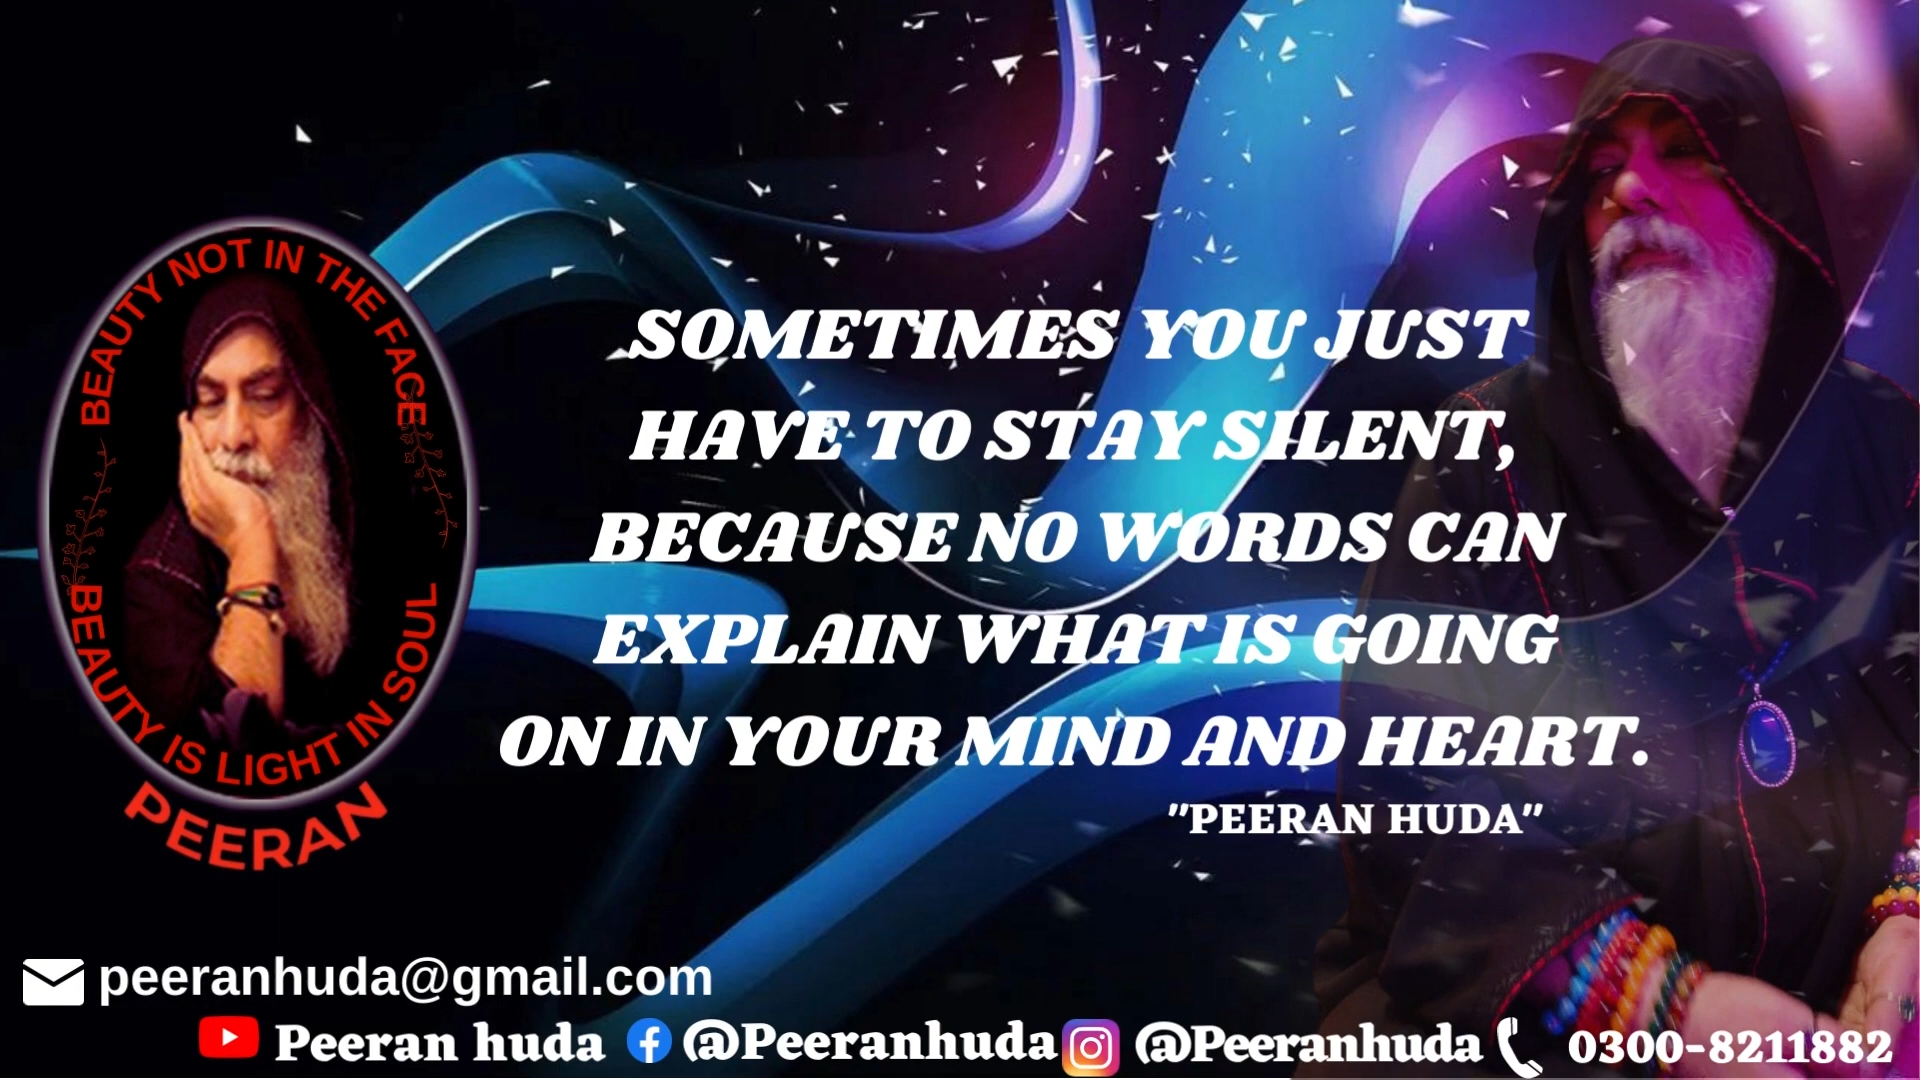 BEAUTY NOT IN THE FACE
BEAUTY IS LIGHT IN SOUL
PEERAN
SOMETIMES YOU JUST
HAVE TO STAY SILENT,
BECAUSE NO WORDS CAN
EXPLAIN WHAT IS GOING
ON IN YOUR MIND AND HEART.
"PEERAN HUDA"
peeranhuda@gmail.com
Peeran huda @Peeranhuda @Peeranhuda 0300-8211882